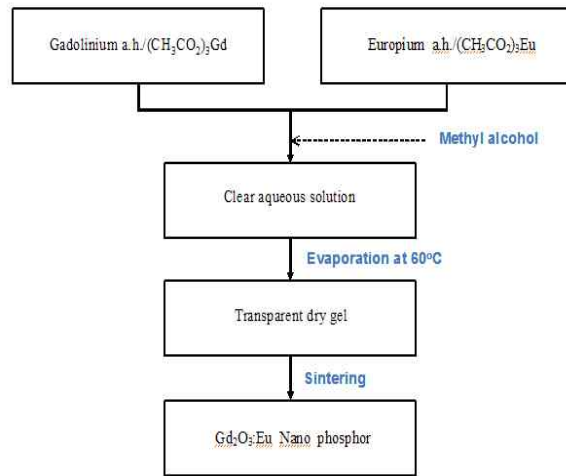 Gadolinium a.h./(CH₃CO₂)₃Gd
Europium a.h./(CH₃CO₂)₃Eu
Methyl alcohol
Clear aqueous solution
Evaporation at 60°C
Transparent dry gel
Sintering
Gd₂O₃:Eu Nano phosphor